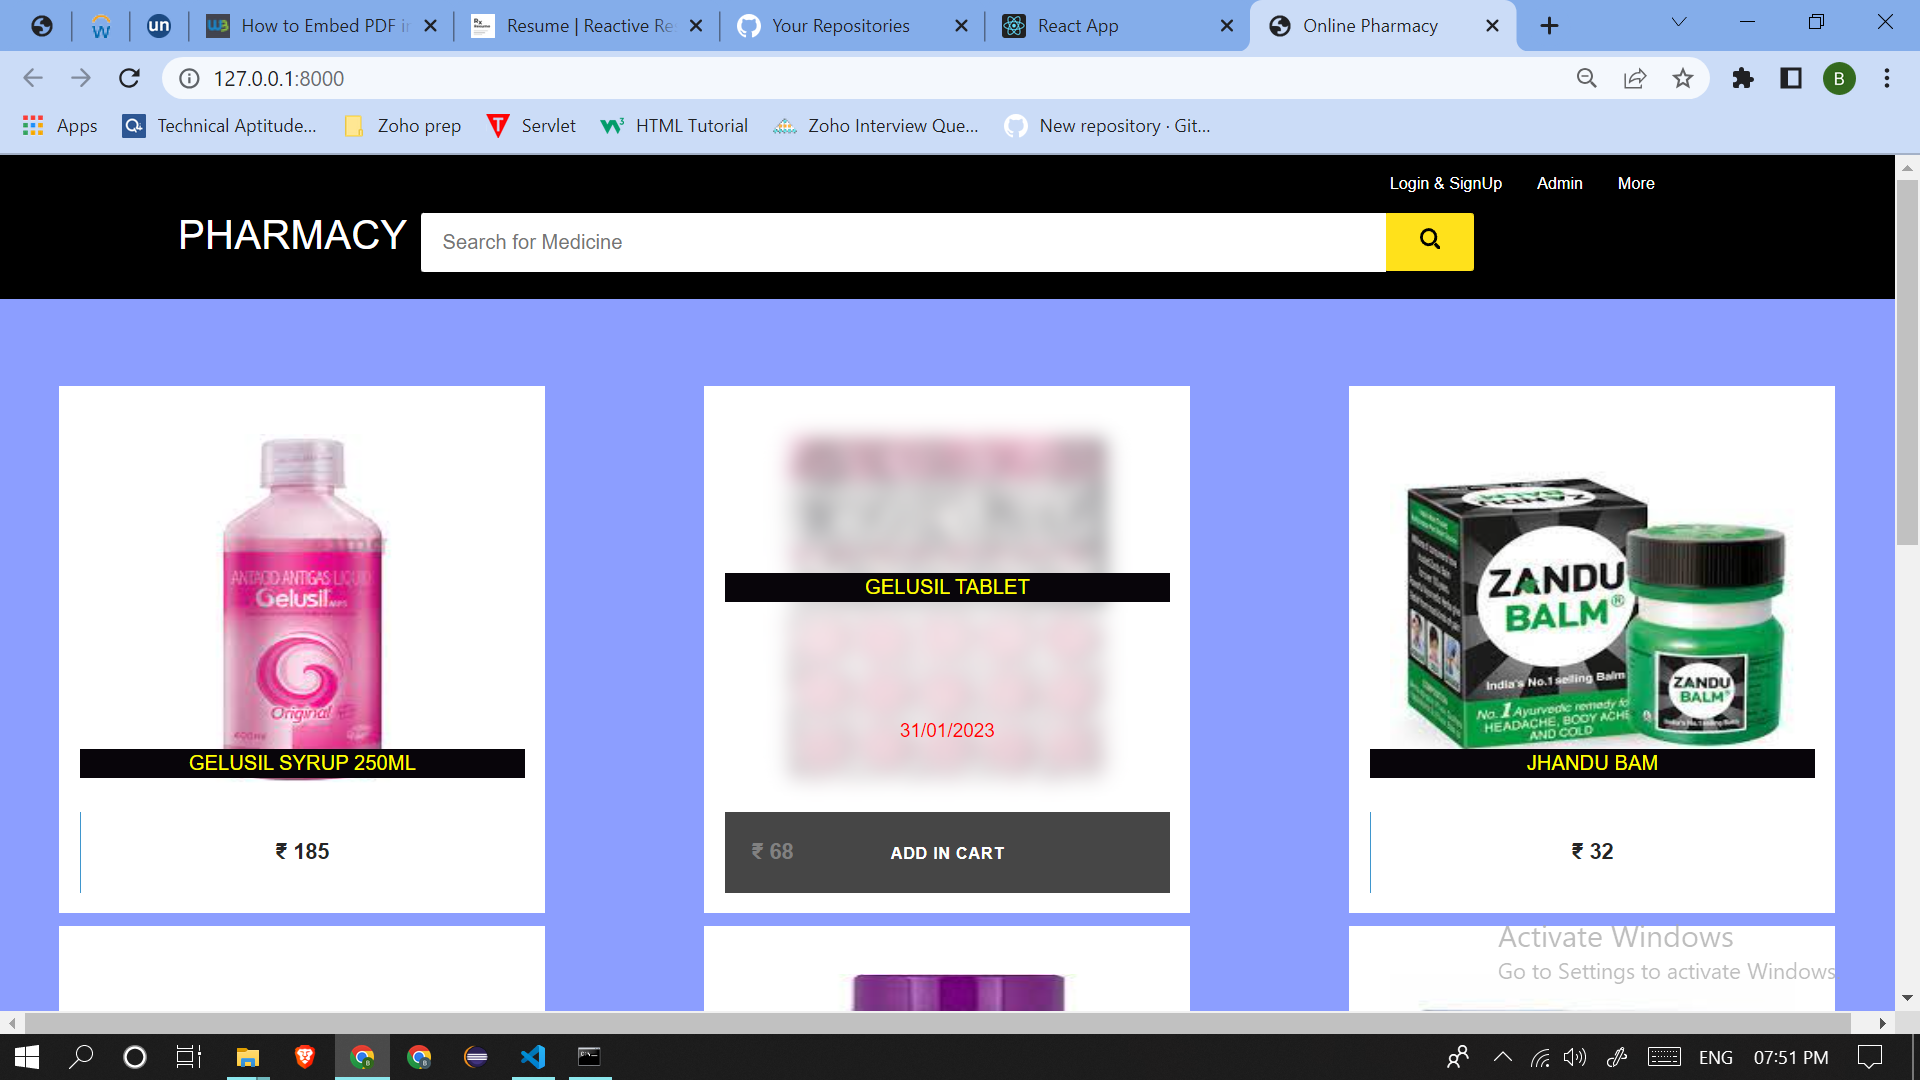 un
How to Embed PDF in
Resume | Reactive Re
Your Repositories
React App
Online Pharmacy
127.0.0.1:8000
B
Apps
Technical Aptitude...
Zoho prep
Servlet
HTML Tutorial
Zoho Interview Que...
New repository · Git...
Login & SignUp
Admin
More
PHARMACY
Search for Medicine
ANTACID ANTIGAS LIQUID
Gelusil MPS
Original
GELUSIL SYRUP 250ML
₹ 185
GELUSIL TABLET
31/01/2023
₹ 68
ADD IN CART
ZANDU
BALM®
India's No.1 selling Balm
No.1 Ayurvedic remedy for
HEADACHE, BODY ACHE
AND COLD
ZANDU
BALM
JHANDU BAM
₹ 32
Activate Windows
Go to Settings to activate Windows
ENG
07:51 PM